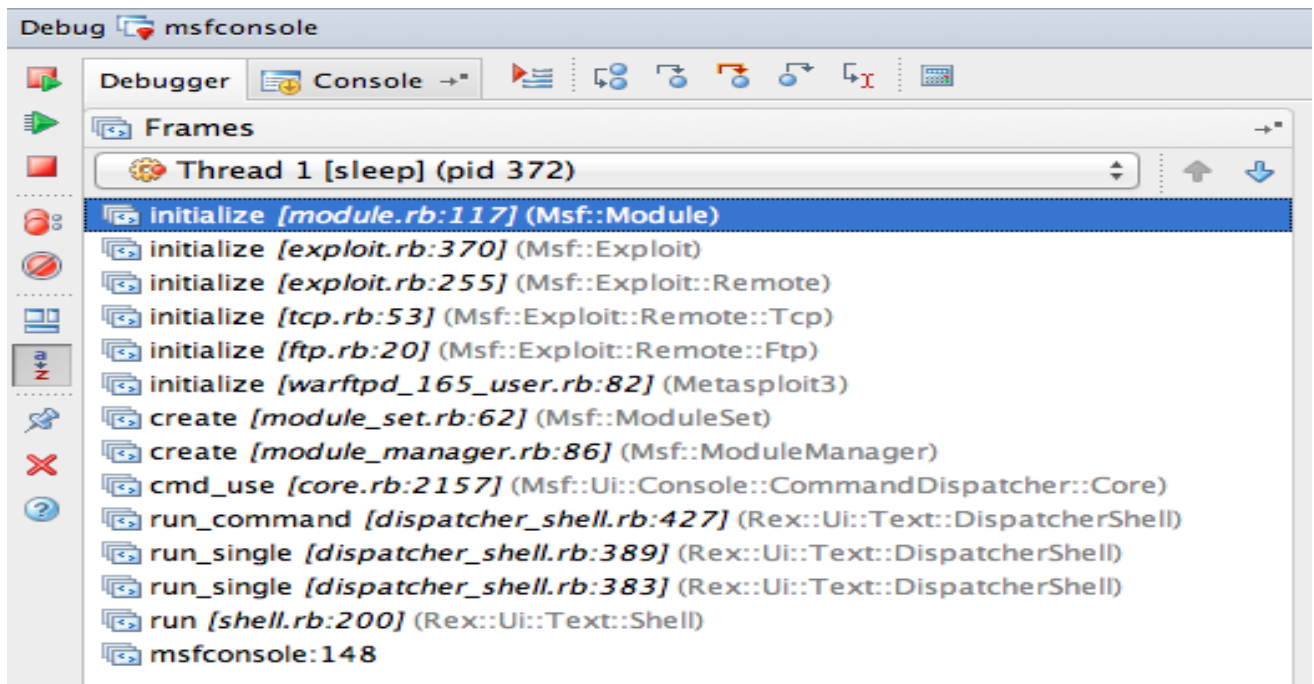 Debug msfconsole
Debugger Console
Frames
Thread 1 [sleep] (pid 372)
initialize [module.rb:117] (Msf::Module)
initialize [exploit.rb:370] (Msf::Exploit)
initialize [exploit.rb:255] (Msf::Exploit::Remote)
initialize [tcp.rb:53] (Msf::Exploit::Remote::Tcp)
initialize [ftp.rb:20] (Msf::Exploit::Remote::Ftp)
initialize [warftpd_165_user.rb:82] (Metasploit3)
create [module_set.rb:62] (Msf::ModuleSet)
create [module_manager.rb:86] (Msf::ModuleManager)
cmd_use [core.rb:2157] (Msf::Ui::Console::CommandDispatcher::Core)
run_command [dispatcher_shell.rb:427] (Rex::Ui::Text::DispatcherShell)
run_single [dispatcher_shell.rb:389] (Rex::Ui::Text::DispatcherShell)
run_single [dispatcher_shell.rb:383] (Rex::Ui::Text::DispatcherShell)
run [shell.rb:200] (Rex::Ui::Text::Shell)
msfconsole:148